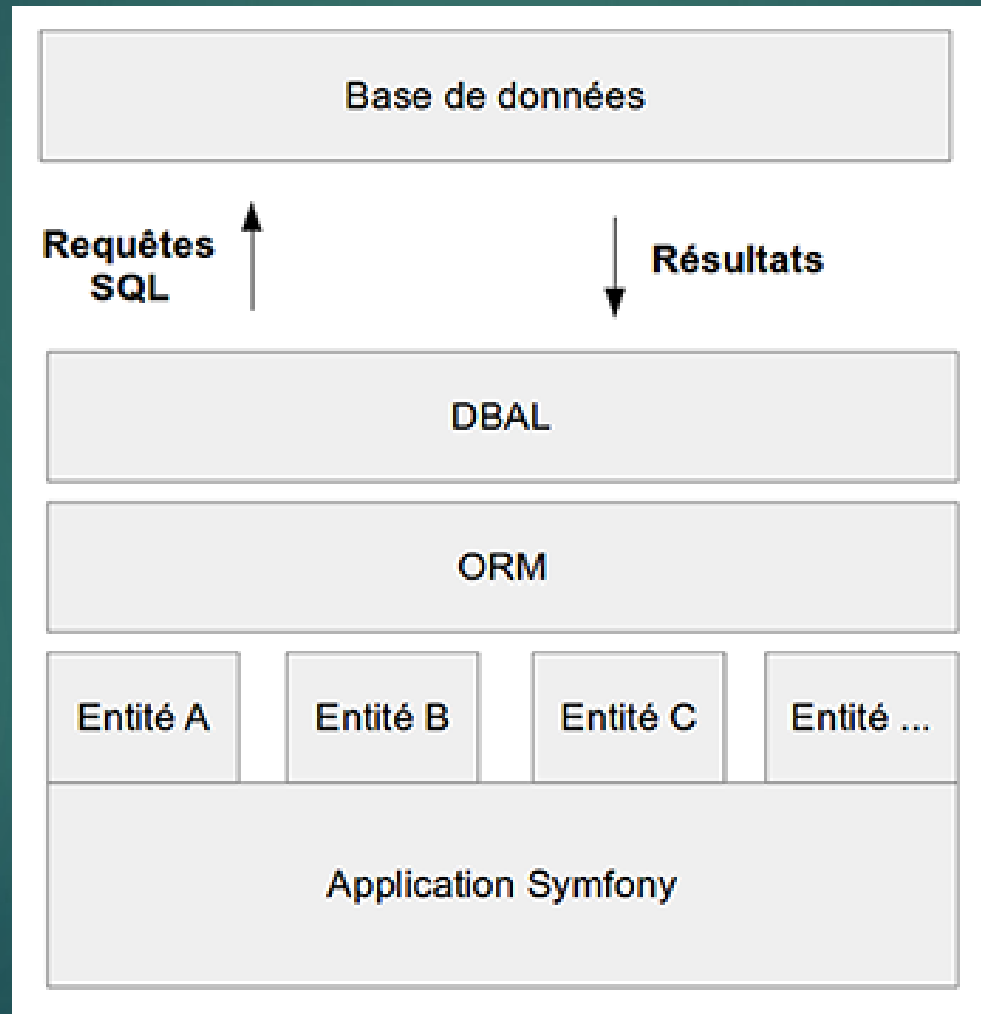 Base de données
Requêtes
SQL
Résultats
DBAL
ORM
Entité A
Entité B
Entité C
Entité ...
Application Symfony